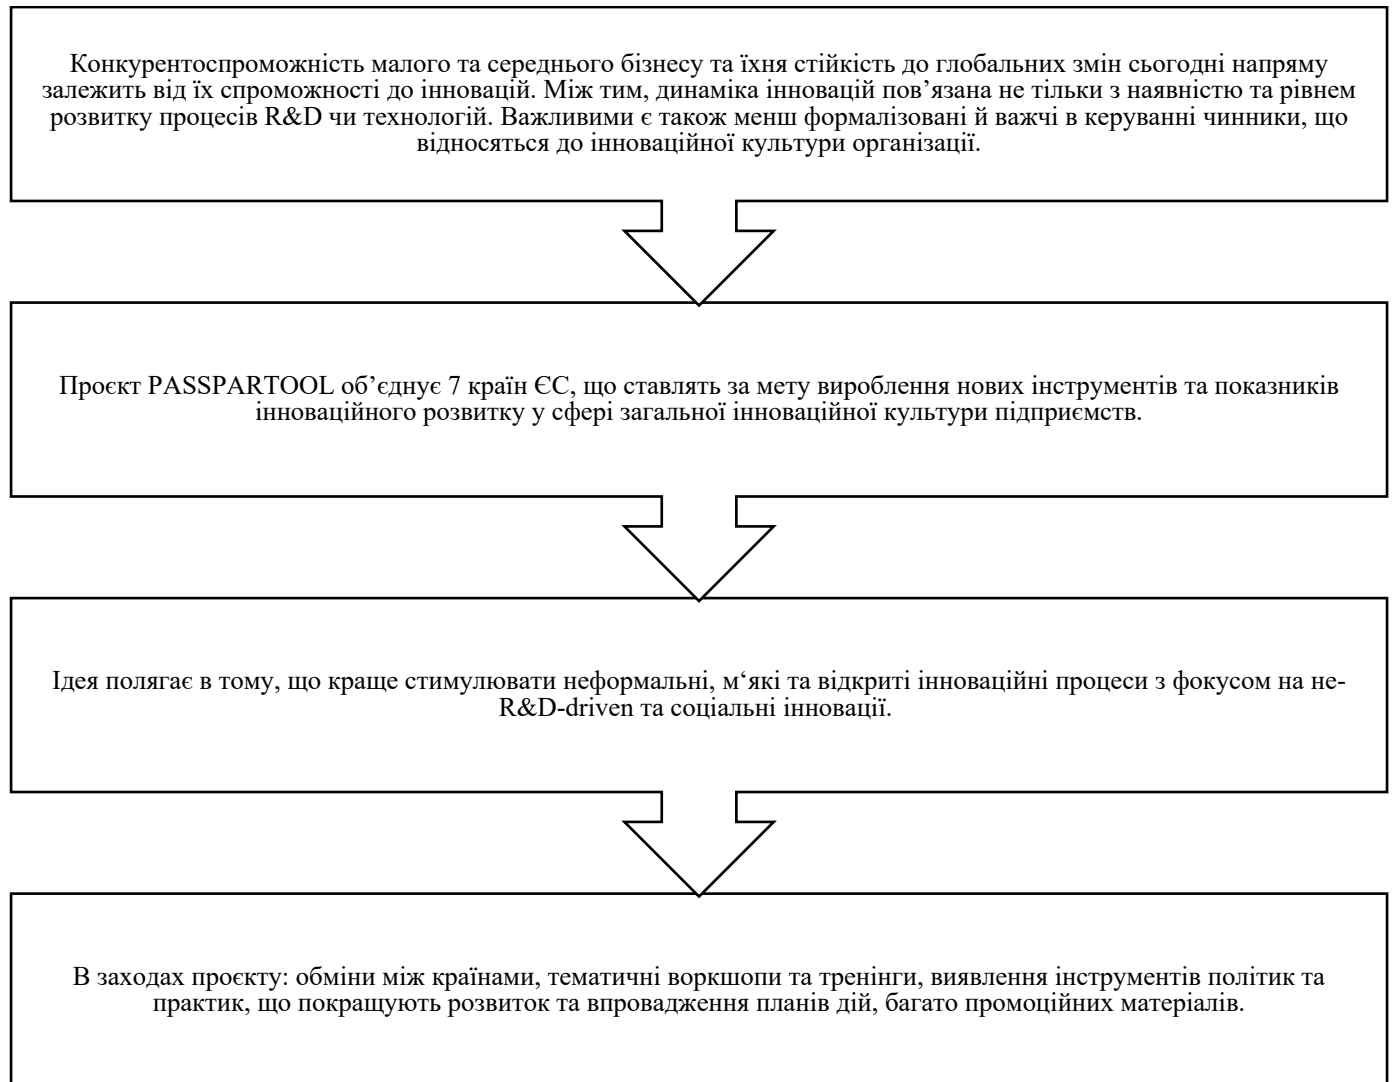 Конкурентоспроможність малого та середнього бізнесу та їхня стійкість до глобальних змін сьогодні напряму
залежить від їх спроможності до інновацій. Між тим, динаміка інновацій пов’язана не тільки з наявністю та рівнем
розвитку процесів R&D чи технологій. Важливими є також менш формалізовані й важчі в керуванні чинники, що
відносяться до інноваційної культури організації.
Проєкт PASSPARTOOL об’єднує 7 країн ЄС, що ставлять за мету вироблення нових інструментів та показників
інноваційного розвитку у сфері загальної інноваційної культури підприємств.
Ідея полягає в тому, що краще стимулювати неформальні, м‘які та відкриті інноваційні процеси з фокусом на не-
R&D-driven та соціальні інновації.
В заходах проєкту: обміни між країнами, тематичні воркшопи та тренінги, виявлення інструментів політик та
практик, що покращують розвиток та впровадження планів дій, багато промоційних матеріалів.